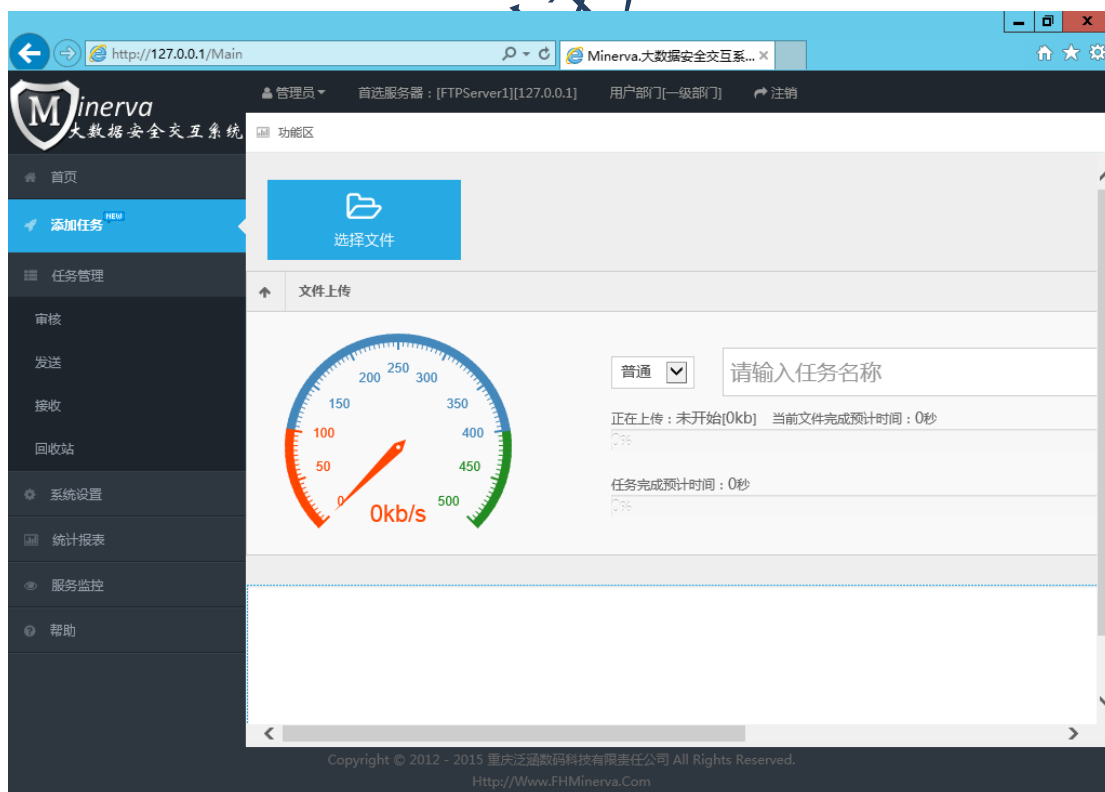 http://127.0.0.1/Main
Minerva.大数据安全交互系...
Minerva
大数据安全交互系统
管理员
首选服务器：[FTPServer1][127.0.0.1]
用户部门[一级部门]
注销
功能区
首页
添加任务 NEW
任务管理
审核
发送
接收
回收站
系统设置
统计报表
服务监控
帮助
选择文件
文件上传
0
50
100
150
200
250
300
350
400
450
500
0kb/s
普通
请输入任务名称
正在上传：未开始[0kb] 当前文件完成预计时间：0秒
0%
任务完成预计时间：0秒
0%
Copyright © 2012 - 2015 重庆泛涵数码科技有限责任公司 All Rights Reserved.
Http://Www.FHMinerva.Com